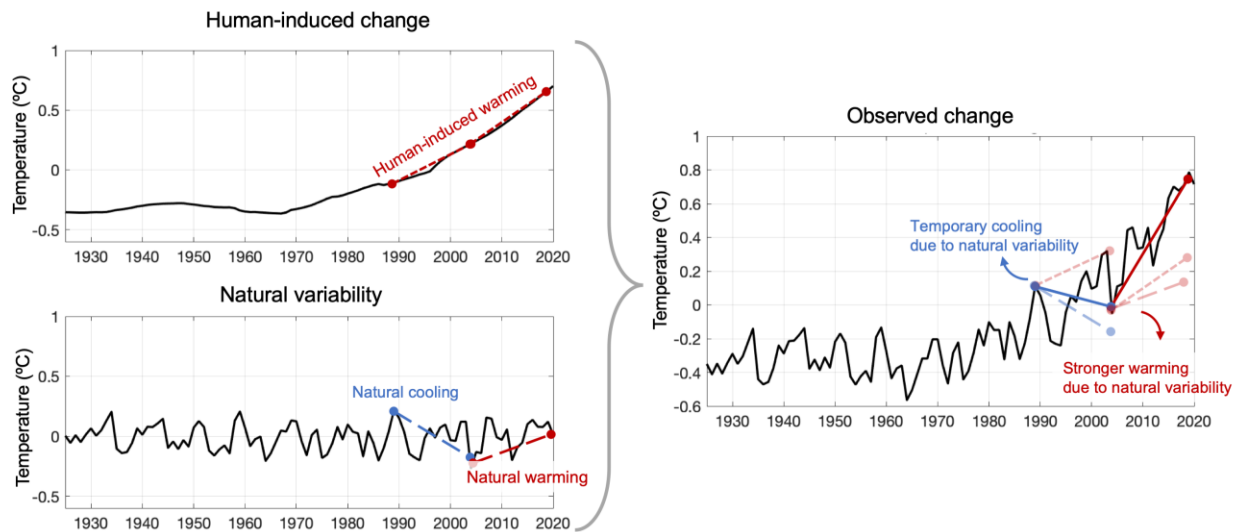 Human-induced change
Temperature (ºC)
1
0.5
0
-0.5
Human-induced warming
1930 1940 1950 1960 1970 1980 1990 2000 2010 2020
Natural variability
Temperature (ºC)
1
0.5
0
-0.5
Natural cooling
Natural warming
1930 1940 1950 1960 1970 1980 1990 2000 2010 2020
Observed change
Temperature (ºC)
1
0.8
0.6
0.4
0.2
0
-0.2
-0.4
-0.6
Temporary cooling
due to natural variability
Stronger warming
due to natural variability
1930 1940 1950 1960 1970 1980 1990 2000 2010 2020